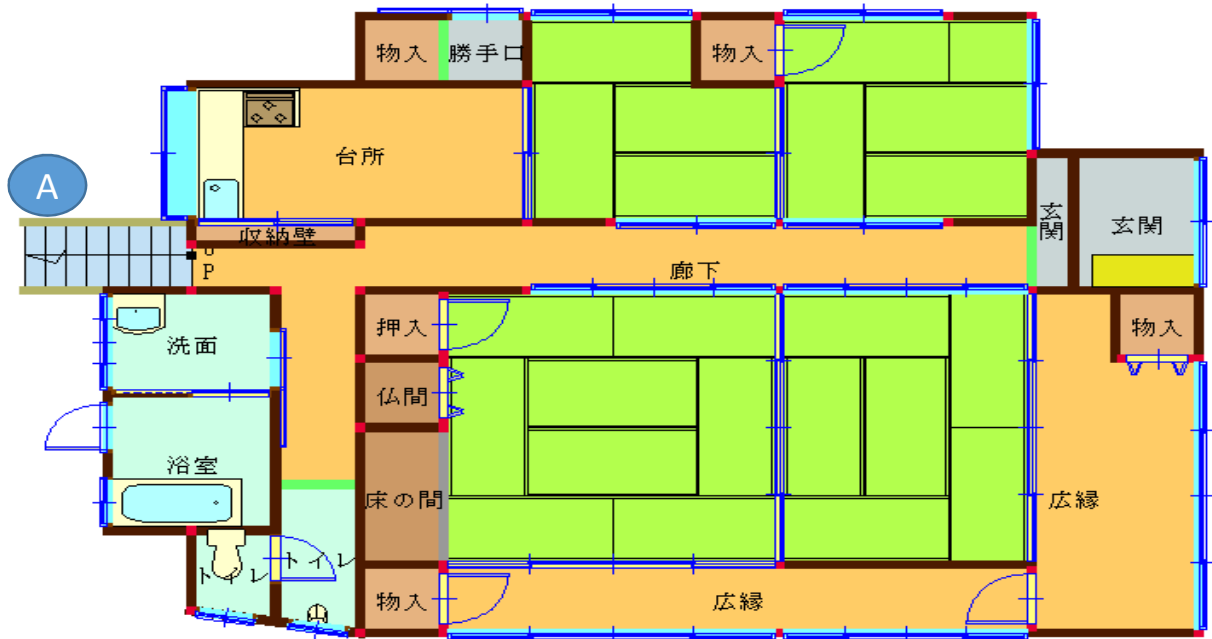 物入
勝手口
物入
台所
A
収納壁
UP
廊下
玄関
玄関
洗面
押入
物入
仏間
浴室
床の間
広縁
トイレ
トイレ
物入
広縁